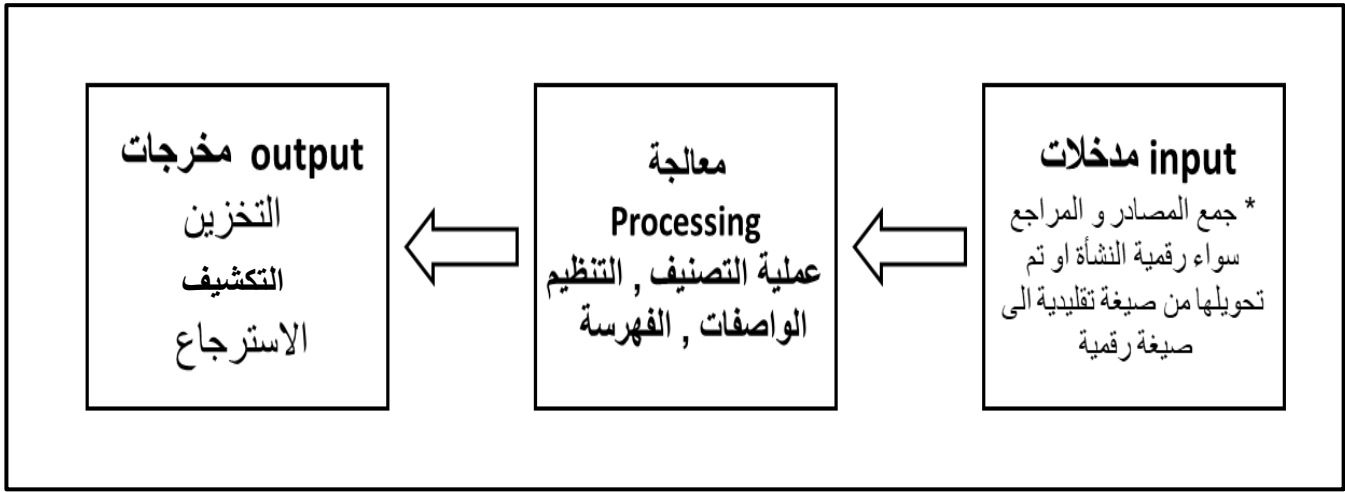 مدخلات input
* جمع المصادر و المراجع
سواء رقمية النشأة او تم
تحويلها من صيغة تقليدية الى
صيغة رقمية
معالجة
Processing
عملية التصنيف , التنظيم
الواصفات , الفهرسة
مخرجات output
التخزين
التكشيف
الاسترجاع